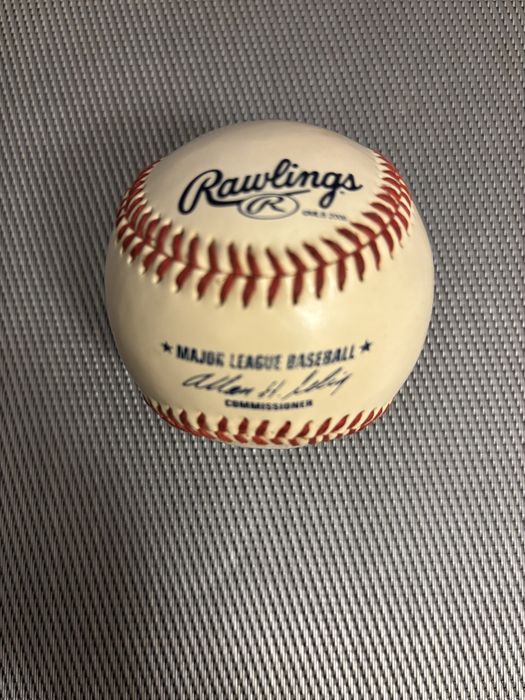 Rawlings
R
★ MAJOR LEAGUE BASEBALL ★
Allan H. Selig
COMMISSIONER